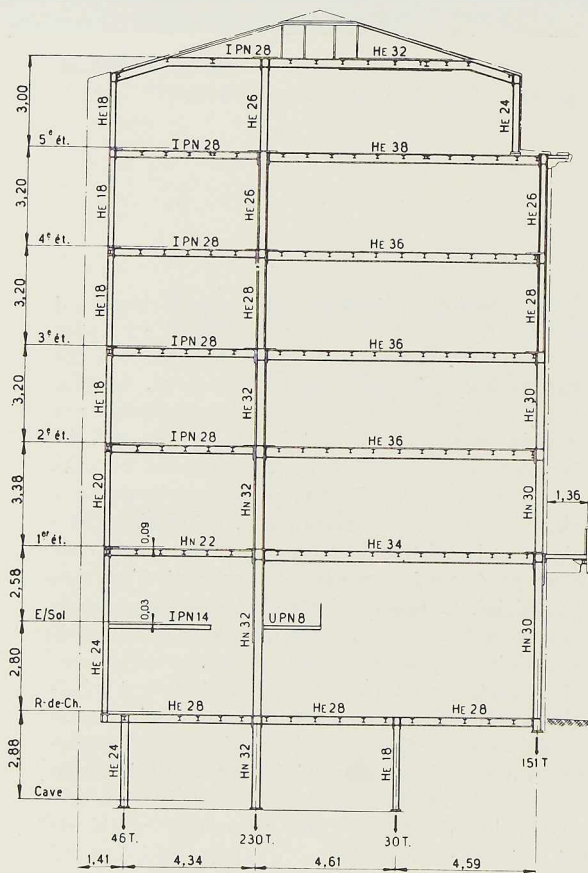 IPN 28 HE 32
3,00 HE 18 HE 26 HE 24
5e ét. IPN 28 HE 38
3,20 HE 18 HE 26 HE 26
4e ét. IPN 28 HE 36
3,20 HE 18 HE 28 HE 28
3e ét. IPN 28 HE 36
3,20 HE 18 HE 32 HE 30
2e ét. IPN 28 HE 36
3,38 HE 20 HN 32 HN 30 1,36
1er ét. 0,09 HN 22 HE 34
2,58
E/Sol 0,03 IPN 14 UPN 8
2,80 HE 24 HN 32 HN 30
R-de-Ch. HE 28 HE 28 HE 28
2,88 HE 24 HN 32 HE 18
151 T.
Cave
46 T. 230 T. 30 T.
1,41 4,34 4,61 4,59